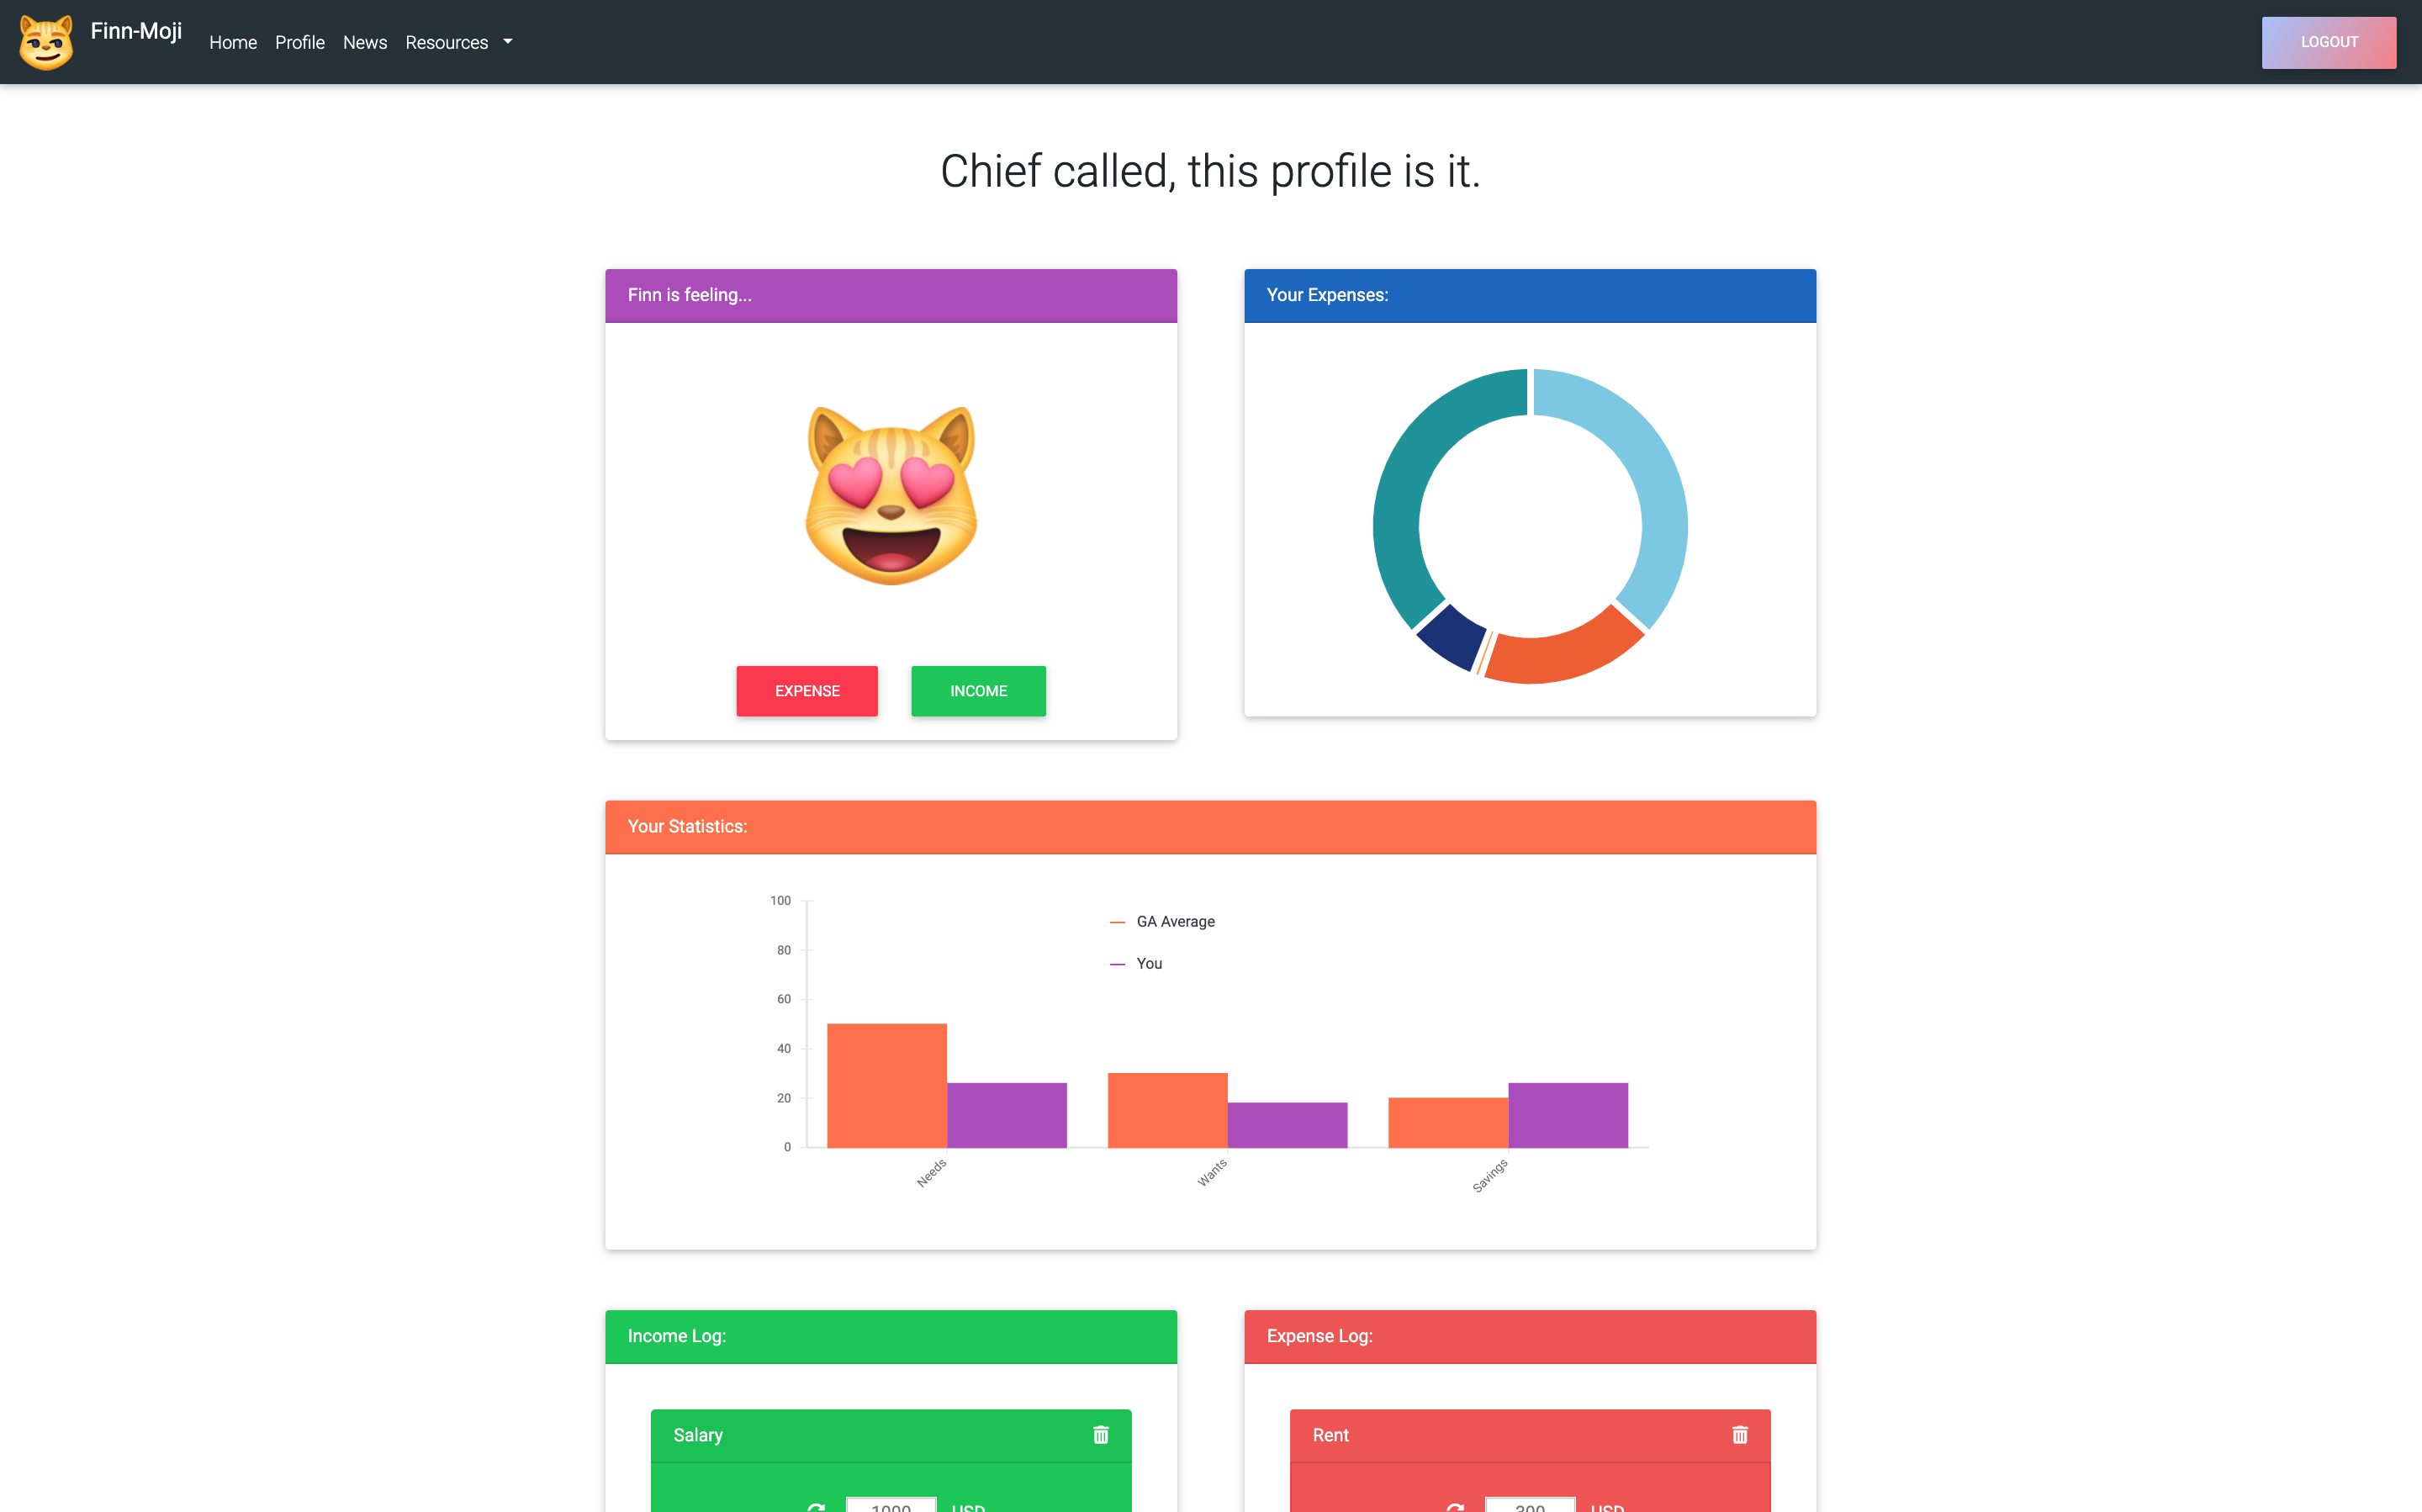 Finn-Moji
Home Profile News Resources
LOGOUT
Chief called, this profile is it.
Finn is feeling...
EXPENSE INCOME
Your Expenses:
Your Statistics:
100
80
60
40
20
0
GA Average
You
Needs
Wants
Savings
Income Log:
Salary
1000 USD
Expense Log:
Rent
300 USD